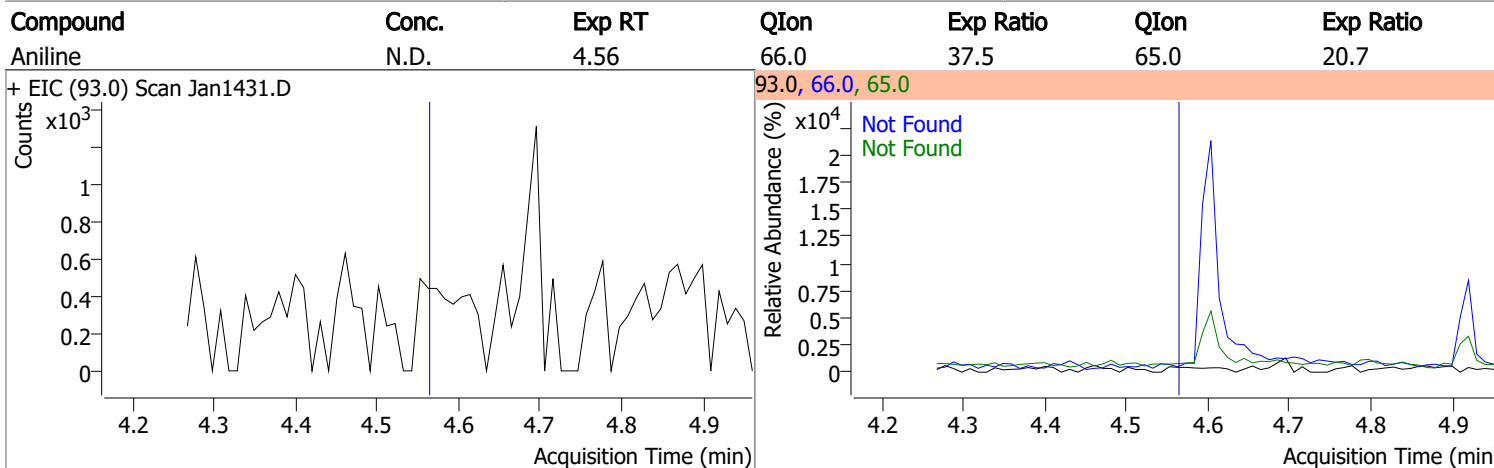 Compound Conc. Exp RT QIon Exp Ratio QIon Exp Ratio
Aniline N.D. 4.56 66.0 37.5 65.0 20.7
+ EIC (93.0) Scan Jan1431.D
Counts
x10³
1
0.8
0.6
0.4
0.2
0
4.2 4.3 4.4 4.5 4.6 4.7 4.8 4.9
Acquisition Time (min)
93.0, 66.0, 65.0
Relative Abundance (%)
x10⁴
Not Found
Not Found
2
1.75
1.5
1.25
1
0.75
0.5
0.25
0
4.2 4.3 4.4 4.5 4.6 4.7 4.8 4.9
Acquisition Time (min